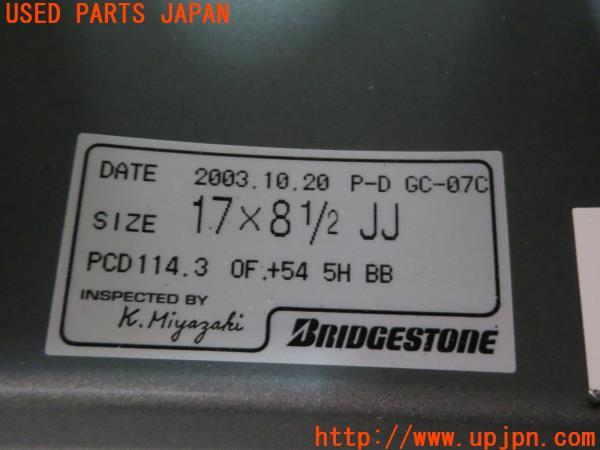 USED PARTS JAPAN
DATE 2003.10.20 P-D GC-07C
SIZE 17×8 1/2 JJ
PCD114.3 OF.+54 5H BB
INSPECTED BY
K. Miyazaki
BRIDGESTONE
http://www.upjpn.com/